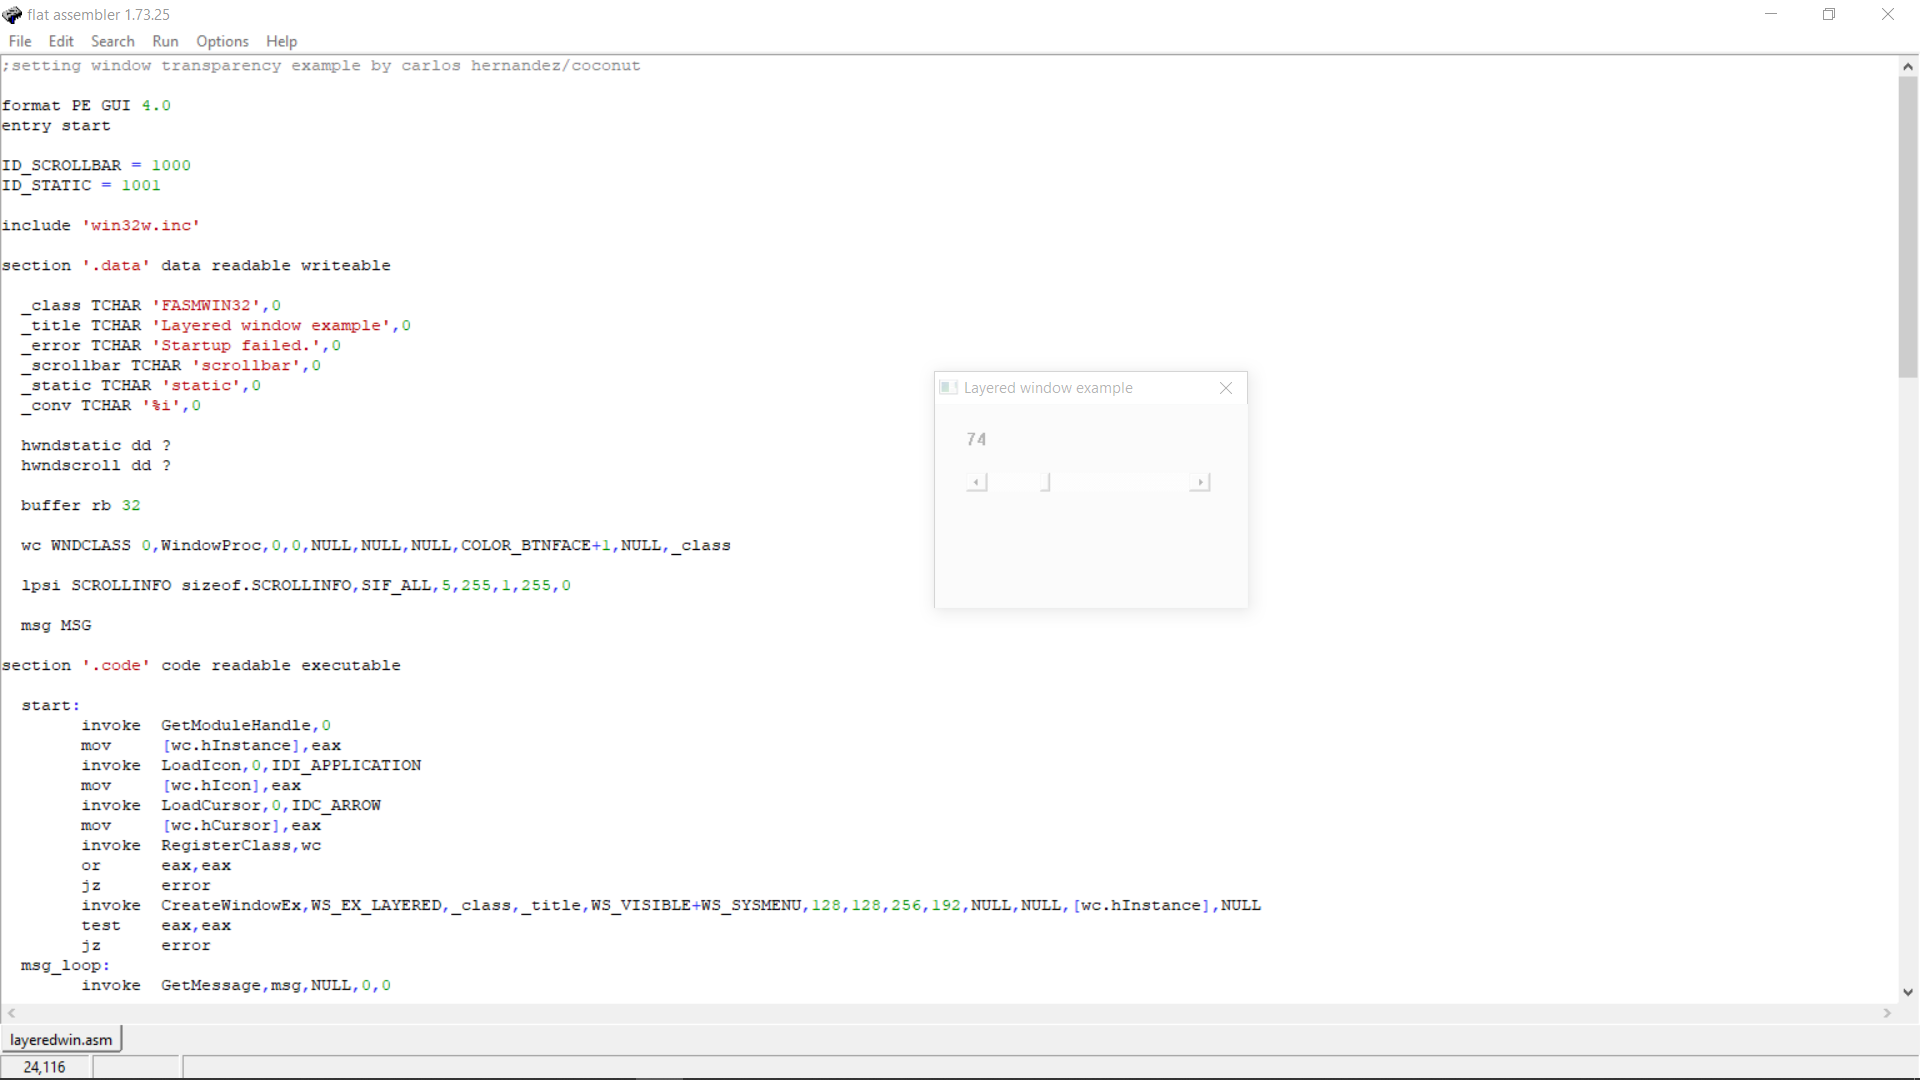 flat assembler 1.73.25
File Edit Search Run Options Help
;setting window transparency example by carlos hernandez/coconut
format PE GUI 4.0
entry start
ID_SCROLLBAR = 1000
ID_STATIC = 1001
include 'win32w.inc'
section '.data' data readable writeable
_class TCHAR 'FASMWIN32',0
_title TCHAR 'Layered window example',0
_error TCHAR 'Startup failed.',0
_scrollbar TCHAR 'scrollbar',0
_static TCHAR 'static',0
_conv TCHAR '%i',0
hwndstatic dd ?
hwndscroll dd ?
buffer rb 32
wc WNDCLASS 0,WindowProc,0,0,NULL,NULL,NULL,COLOR_BTNFACE+1,NULL,_class
lpsi SCROLLINFO sizeof.SCROLLINFO,SIF_ALL,5,255,1,255,0
msg MSG
section '.code' code readable executable
start:
invoke GetModuleHandle,0
mov [wc.hInstance],eax
invoke LoadIcon,0,IDI_APPLICATION
mov [wc.hIcon],eax
invoke LoadCursor,0,IDC_ARROW
mov [wc.hCursor],eax
invoke RegisterClass,wc
or eax,eax
jz error
invoke CreateWindowEx,WS_EX_LAYERED,_class,_title,WS_VISIBLE+WS_SYSMENU,128,128,256,192,NULL,NULL,[wc.hInstance],NULL
test eax,eax
jz error
msg_loop:
invoke GetMessage,msg,NULL,0,0
Layered window example
74
layeredwin.asm
24,116